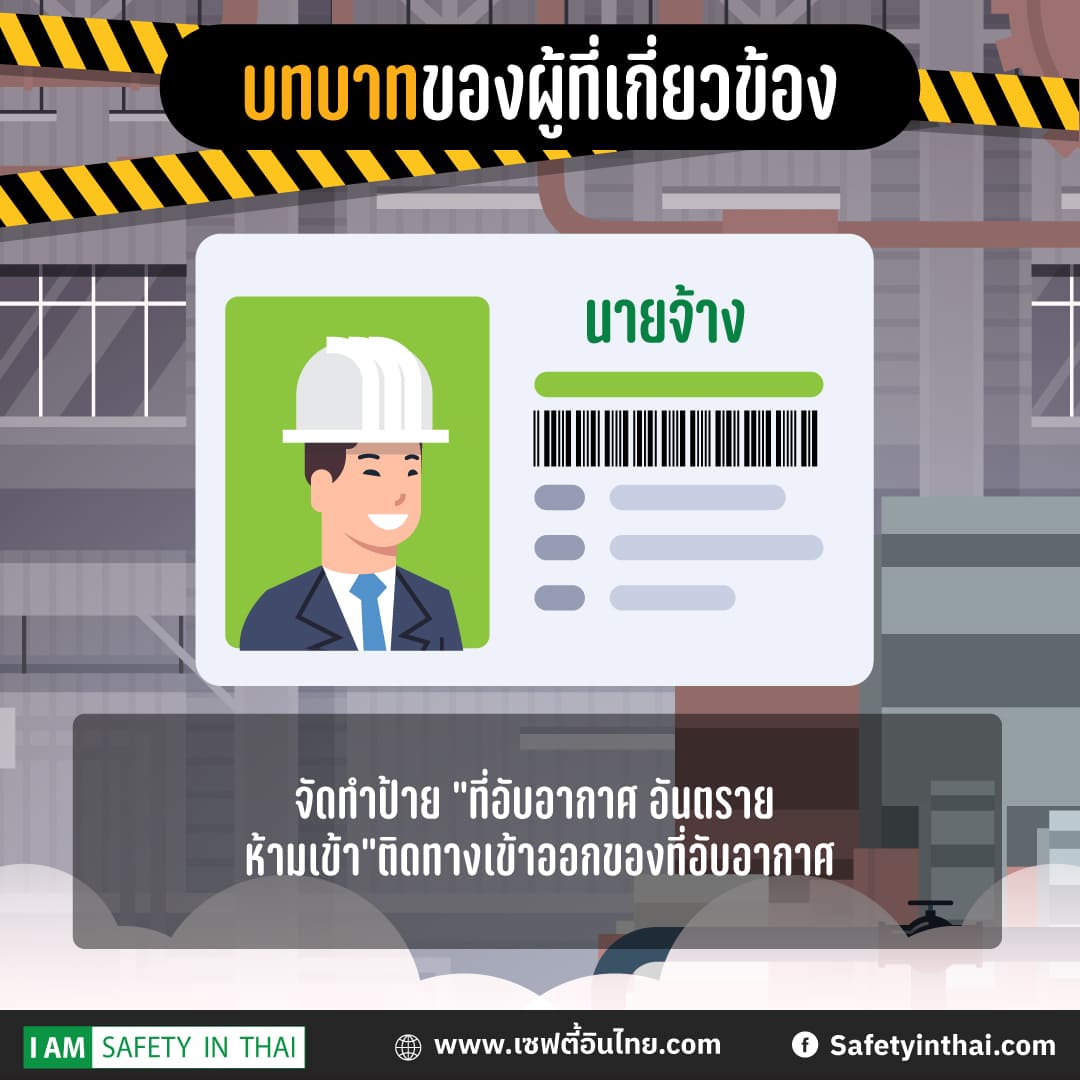 บทบาทของผู้ที่เกี่ยวข้อง
นายจ้าง
จัดทำป้าย "ที่อับอากาศ อันตราย
ห้ามเข้า"ติดทางเข้าออกของที่อับอากาศ
I AM SAFETY IN THAI
www.เซฟตี้อินไทย.com
Safetyinthai.com